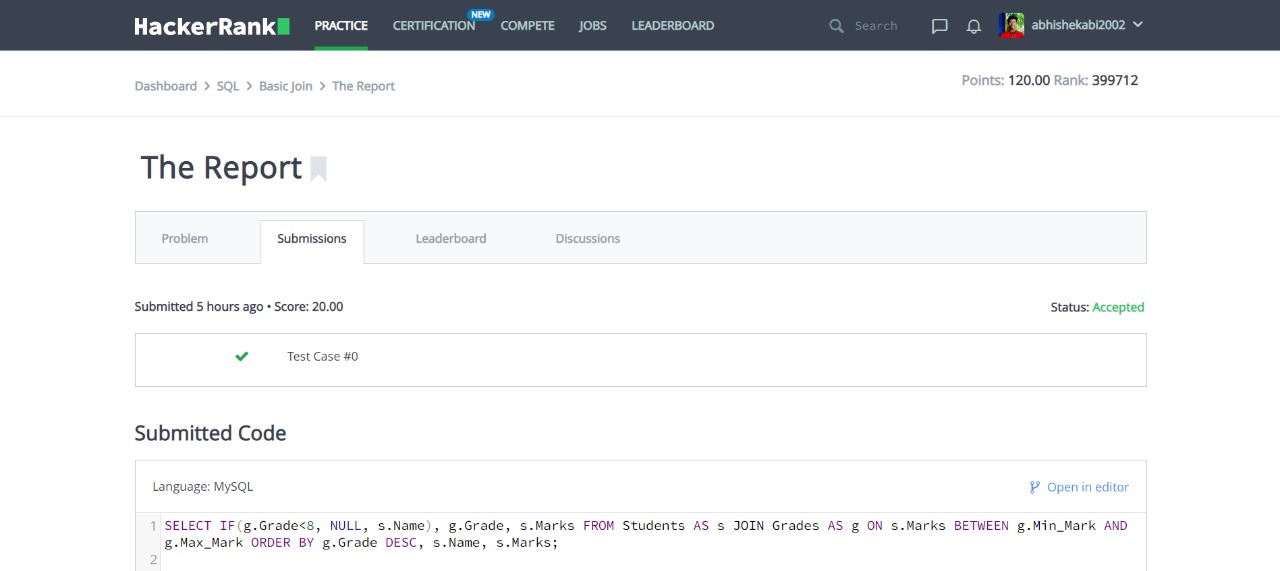 HackerRank PRACTICE CERTIFICATION NEW COMPETE JOBS LEADERBOARD Search abhishekabi2002
Dashboard > SQL > Basic Join > The Report Points: 120.00 Rank: 399712
The Report
Problem Submissions Leaderboard Discussions
Submitted 5 hours ago • Score: 20.00 Status: Accepted
Test Case #0
Submitted Code
Language: MySQL Open in editor
1 SELECT IF(g.Grade<8, NULL, s.Name), g.Grade, s.Marks FROM Students AS s JOIN Grades AS g ON s.Marks BETWEEN g.Min_Mark AND
g.Max_Mark ORDER BY g.Grade DESC, s.Name, s.Marks;
2